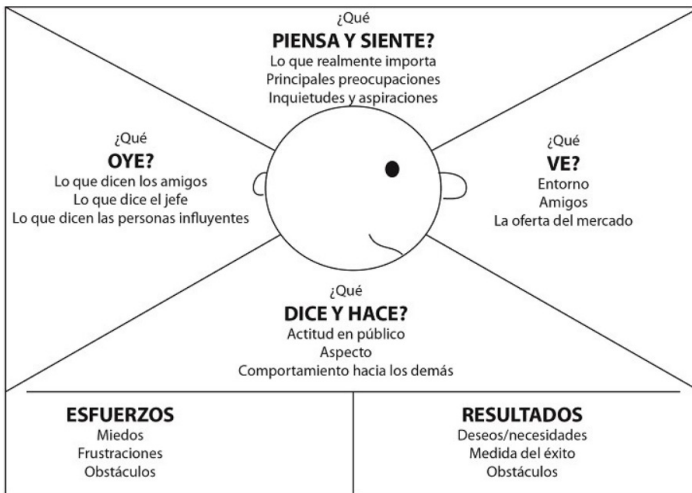 ¿Qué
PIENSA Y SIENTE?
Lo que realmente importa
Principales preocupaciones
Inquietudes y aspiraciones
¿Qué
OYE?
Lo que dicen los amigos
Lo que dice el jefe
Lo que dicen las personas influyentes
¿Qué
VE?
Entorno
Amigos
La oferta del mercado
¿Qué
DICE Y HACE?
Actitud en público
Aspecto
Comportamiento hacia los demás
ESFUERZOS
Miedos
Frustraciones
Obstáculos
RESULTADOS
Deseos/necesidades
Medida del éxito
Obstáculos